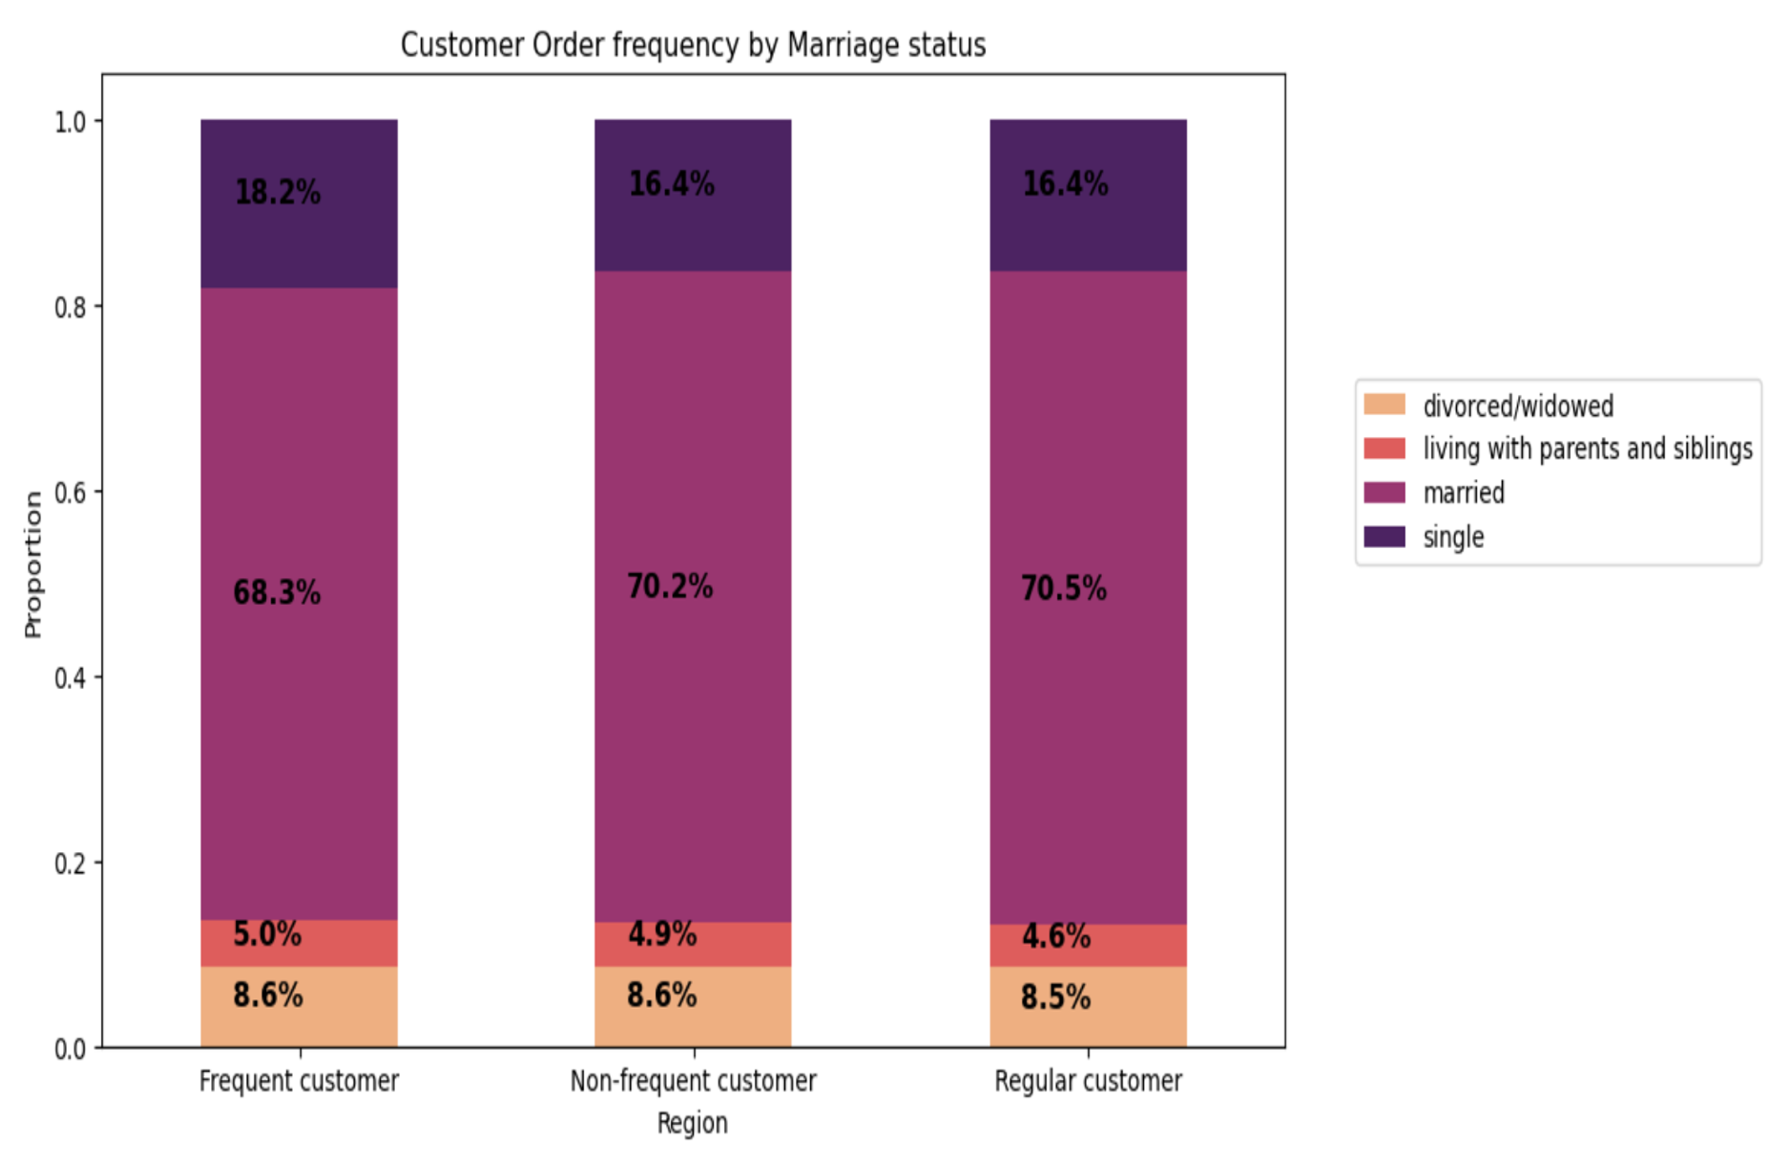 Customer Order frequency by Marriage status
1.0
0.8
0.6
0.4
0.2
0.0
Proportion
18.2%
16.4%
16.4%
68.3%
70.2%
70.5%
5.0%
4.9%
4.6%
8.6%
8.6%
8.5%
Frequent customer
Non-frequent customer
Regular customer
Region
divorced/widowed
living with parents and siblings
married
single